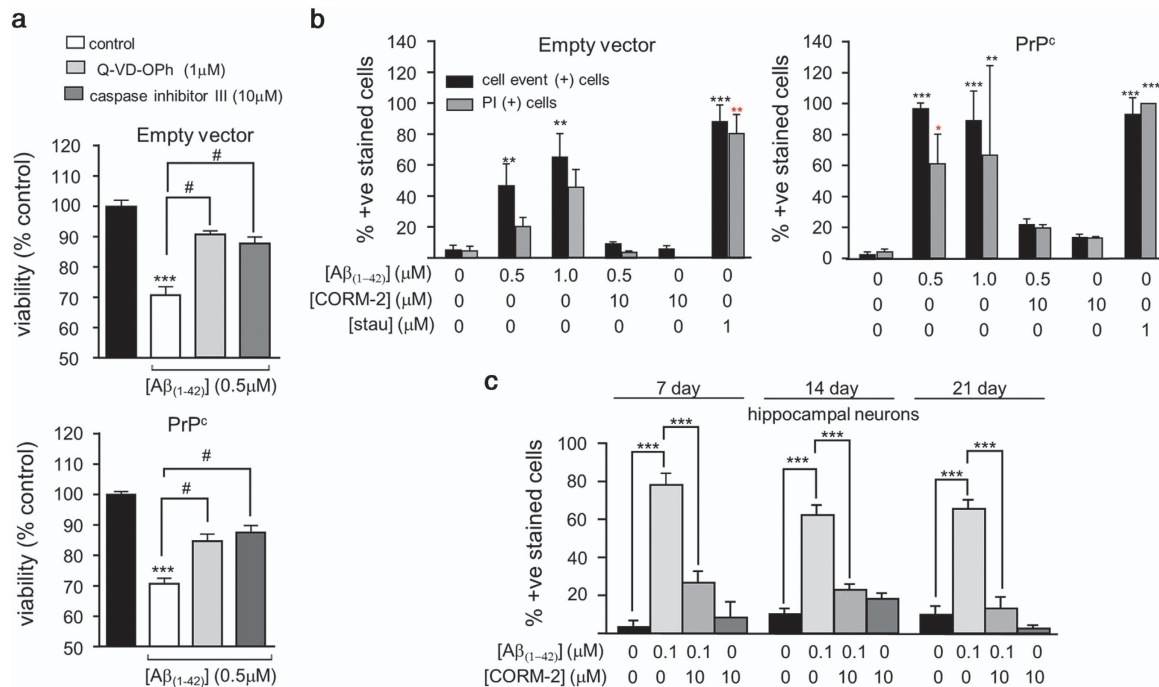 a
control
Q-VD-OPh (1μM)
caspase inhibitor III (10μM)
Empty vector
viability (% control)
120
110
100
90
80
70
60
50
***
#
#
[Aβ(1-42)] (0.5μM)
PrPc
viability (% control)
120
110
100
90
80
70
60
50
***
#
#
[Aβ(1-42)] (0.5μM)
b
Empty vector
cell event (+) cells
PI (+) cells
% +ve stained cells
140
120
100
80
60
40
20
** ** *** **
[Aβ(1–42)] (μM) 0 0.5 1.0 0.5 0 0
[CORM-2] (μM) 0 0 0 10 10 0
[stau] (μM) 0 0 0 0 0 1
PrPc
% +ve stained cells
140
120
100
80
60
40
20
*** * *** ** *** ***
0 0.5 1.0 0.5 0 0
0 0 0 10 10 0
0 0 0 0 0 1
c
7 day 14 day 21 day
hippocampal neurons
% +ve stained cells
100
80
60
40
20
*** *** *** *** *** ***
[Aβ(1–42)] (μM) 0 0.1 0.1 0 0 0.1 0.1 0 0 0.1 0.1 0
[CORM-2] (μM) 0 0 10 10 0 0 10 10 0 0 10 10